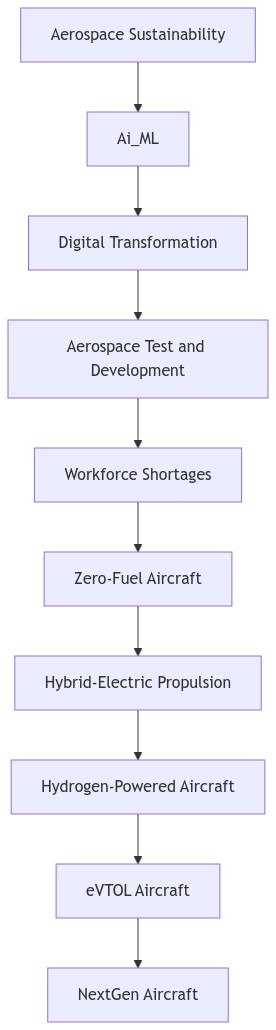 Aerospace Sustainability
Ai_ML
Digital Transformation
Aerospace Test and
Development
Workforce Shortages
Zero-Fuel Aircraft
Hybrid-Electric Propulsion
Hydrogen-Powered Aircraft
eVTOL Aircraft
NextGen Aircraft